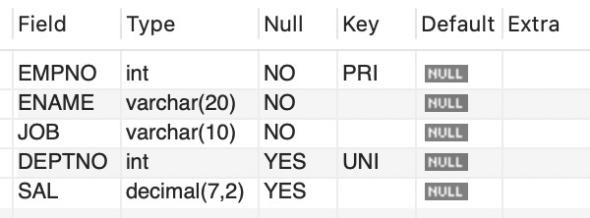 Field Type Null Key Default Extra
EMPNO int NO PRI NULL
ENAME varchar(20) NO NULL
JOB varchar(10) NO NULL
DEPTNO int YES UNI NULL
SAL decimal(7,2) YES NULL